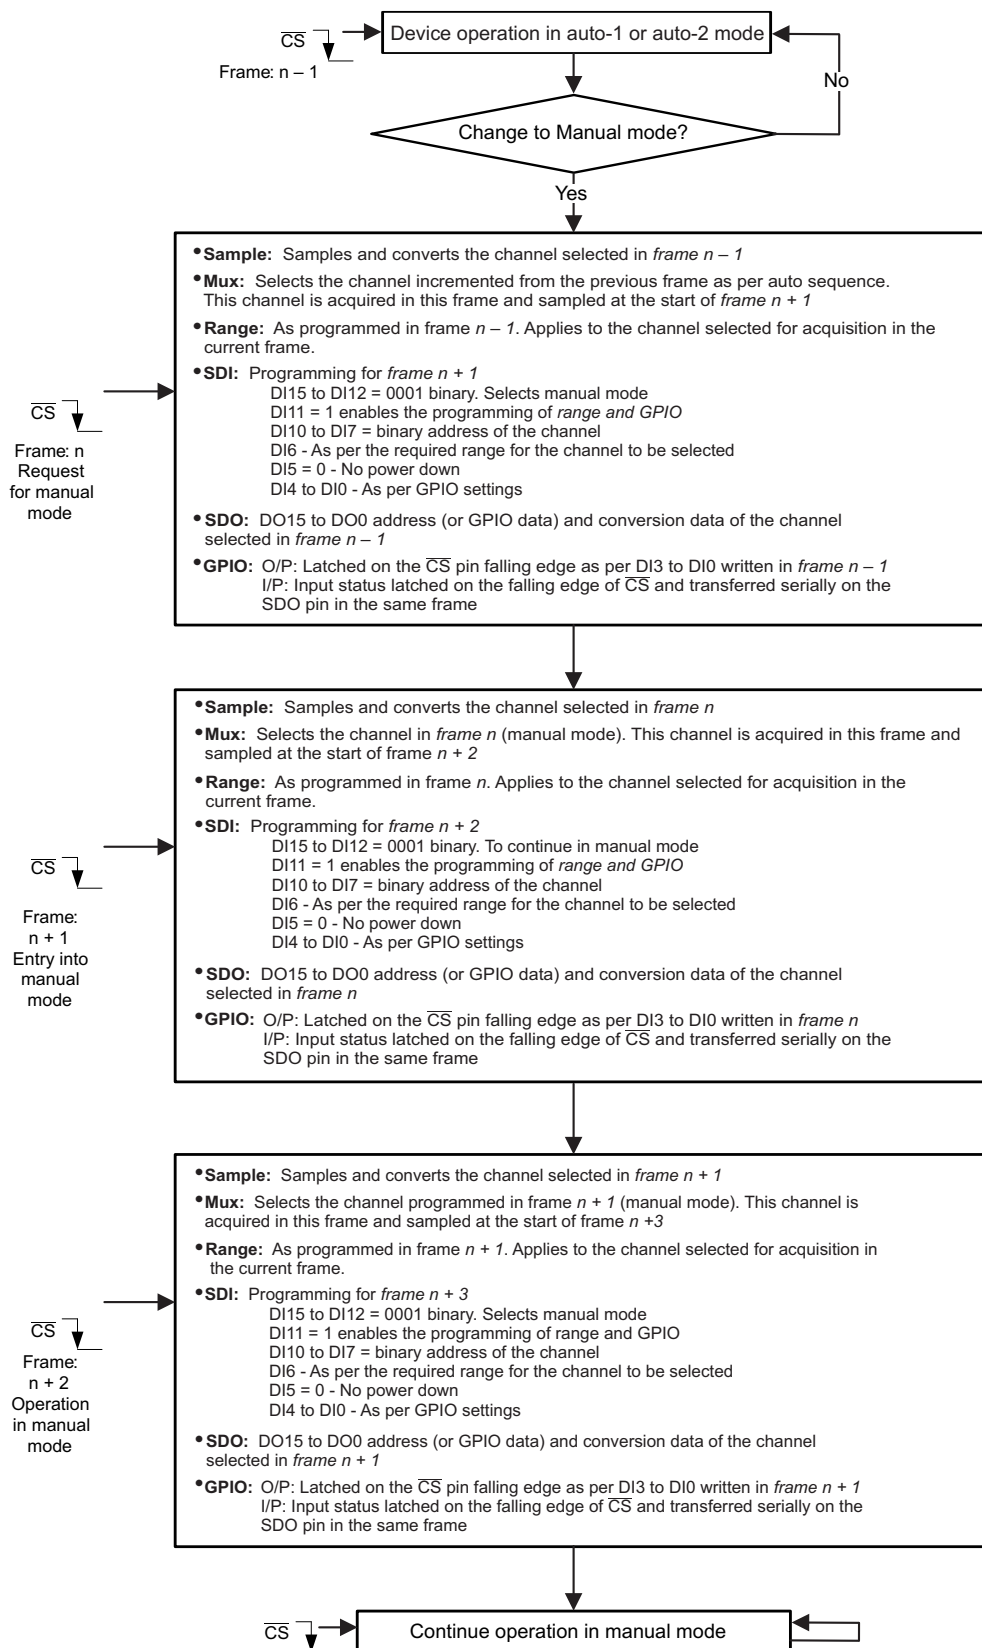 Device operation in auto-1 or auto-2 mode
CS
Frame: n – 1
No
Change to Manual mode?
Yes
•Sample: Samples and converts the channel selected in frame n – 1
•Mux: Selects the channel incremented from the previous frame as per auto sequence.
This channel is acquired in this frame and sampled at the start of frame n + 1
•Range: As programmed in frame n – 1. Applies to the channel selected for acquisition in the
current frame.
•SDI: Programming for frame n + 1
DI15 to DI12 = 0001 binary. Selects manual mode
DI11 = 1 enables the programming of range and GPIO
DI10 to DI7 = binary address of the channel
DI6 - As per the required range for the channel to be selected
DI5 = 0 - No power down
DI4 to DI0 - As per GPIO settings
•SDO: DO15 to DO0 address (or GPIO data) and conversion data of the channel
selected in frame n – 1
•GPIO: O/P: Latched on the CS pin falling edge as per DI3 to DI0 written in frame n – 1
I/P: Input status latched on the falling edge of CS and transferred serially on the
SDO pin in the same frame
CS
Frame: n
Request
for manual
mode
•Sample: Samples and converts the channel selected in frame n
•Mux: Selects the channel in frame n (manual mode). This channel is acquired in this frame and
sampled at the start of frame n + 2
•Range: As programmed in frame n. Applies to the channel selected for acquisition in the
current frame.
•SDI: Programming for frame n + 2
DI15 to DI12 = 0001 binary. To continue in manual mode
DI11 = 1 enables the programming of range and GPIO
DI10 to DI7 = binary address of the channel
DI6 - As per the required range for the channel to be selected
DI5 = 0 - No power down
DI4 to DI0 - As per GPIO settings
•SDO: DO15 to DO0 address (or GPIO data) and conversion data of the channel
selected in frame n
•GPIO: O/P: Latched on the CS pin falling edge as per DI3 to DI0 written in frame n
I/P: Input status latched on the falling edge of CS and transferred serially on the
SDO pin in the same frame
CS
Frame:
n + 1
Entry into
manual
mode
•Sample: Samples and converts the channel selected in frame n + 1
•Mux: Selects the channel programmed in frame n + 1 (manual mode). This channel is
acquired in this frame and sampled at the start of frame n +3
•Range: As programmed in frame n + 1. Applies to the channel selected for acquisition in
the current frame.
•SDI: Programming for frame n + 3
DI15 to DI12 = 0001 binary. Selects manual mode
DI11 = 1 enables the programming of range and GPIO
DI10 to DI7 = binary address of the channel
DI6 - As per the required range for the channel to be selected
DI5 = 0 - No power down
DI4 to DI0 - As per GPIO settings
•SDO: DO15 to DO0 address (or GPIO data) and conversion data of the channel
selected in frame n + 1
•GPIO: O/P: Latched on the CS pin falling edge as per DI3 to DI0 written in frame n + 1
I/P: Input status latched on the falling edge of CS and transferred serially on the
SDO pin in the same frame
CS
Frame:
n + 2
Operation
in manual
mode
CS
Continue operation in manual mode